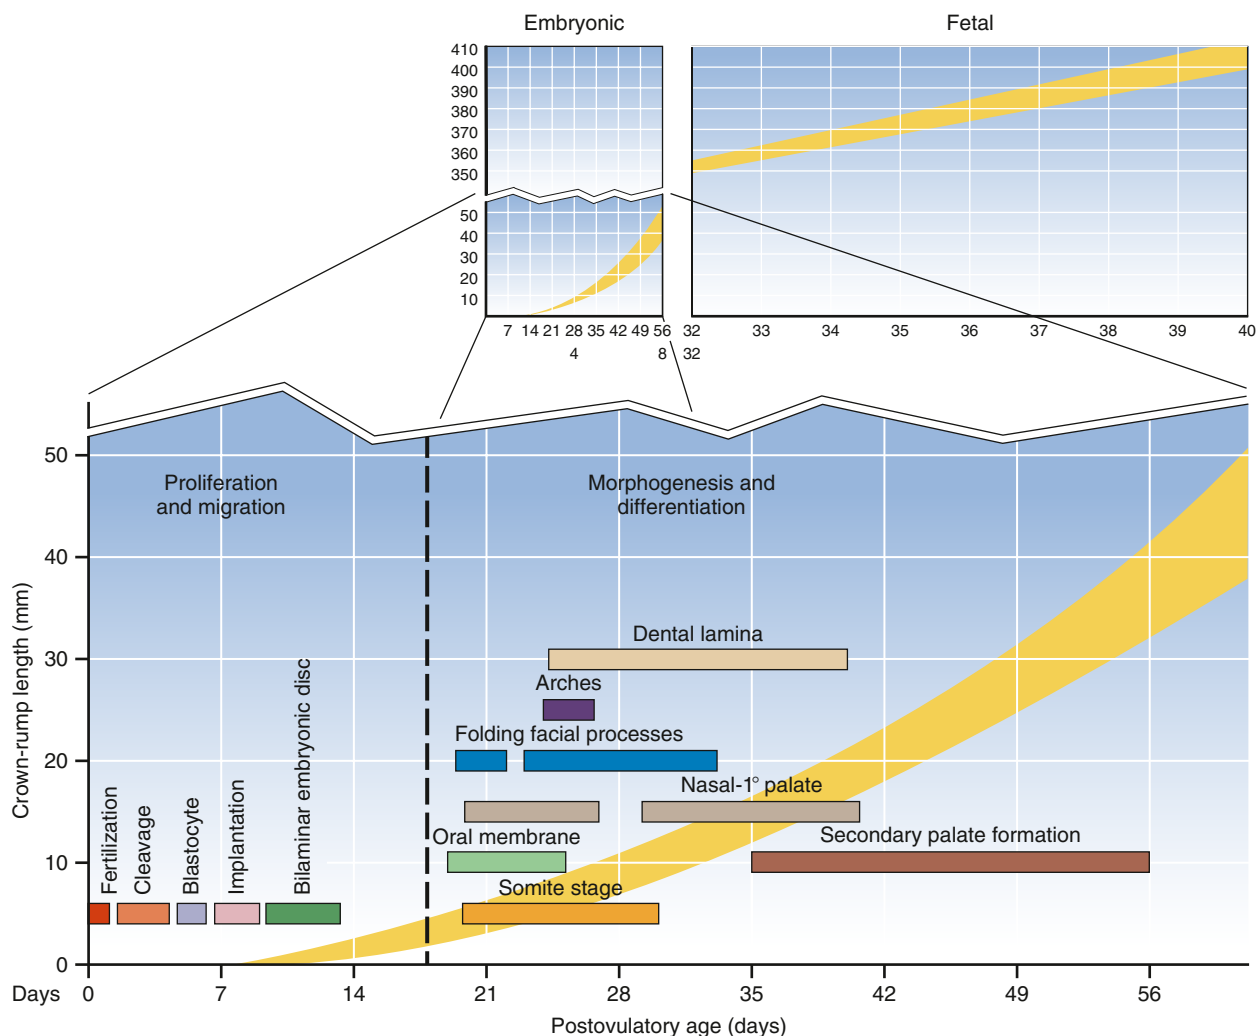 Embryonic
Fetal
410
400
390
380
370
360
350
50
40
30
20
10
7 14 21 28 35 42 49 56
4 8
32 33 34 35 36 37 38 39 40
32
50
40
30
20
10
0
Crown-rump length (mm)
Proliferation
and migration
Morphogenesis and
differentiation
Dental lamina
Arches
Folding facial processes
Nasal-1° palate
Oral membrane
Secondary palate formation
Somite stage
Fertilization
Cleavage
Blastocyte
Implantation
Bilaminar embryonic disc
Days 0 7 14 21 28 35 42 49 56
Postovulatory age (days)